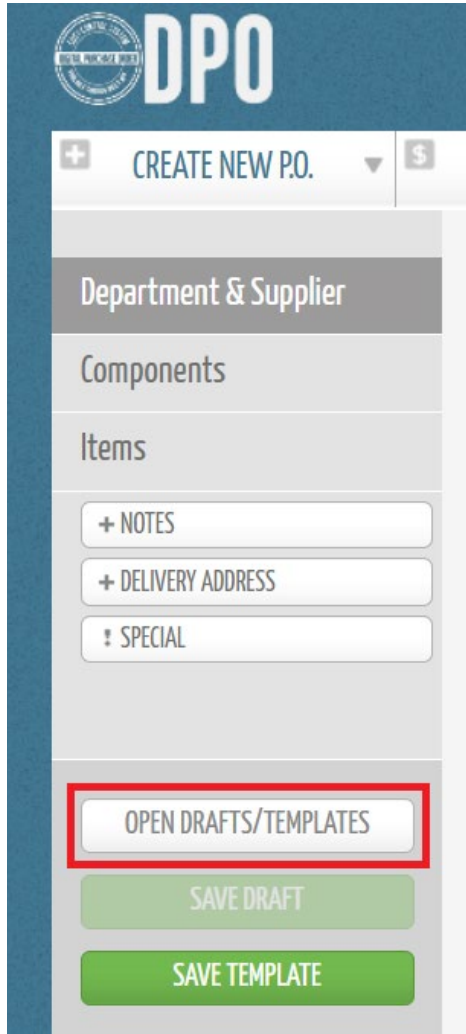 DPO
CREATE NEW P.O.
$
Department & Supplier
Components
Items
+ NOTES
+ DELIVERY ADDRESS
! SPECIAL
OPEN DRAFTS/TEMPLATES
SAVE DRAFT
SAVE TEMPLATE